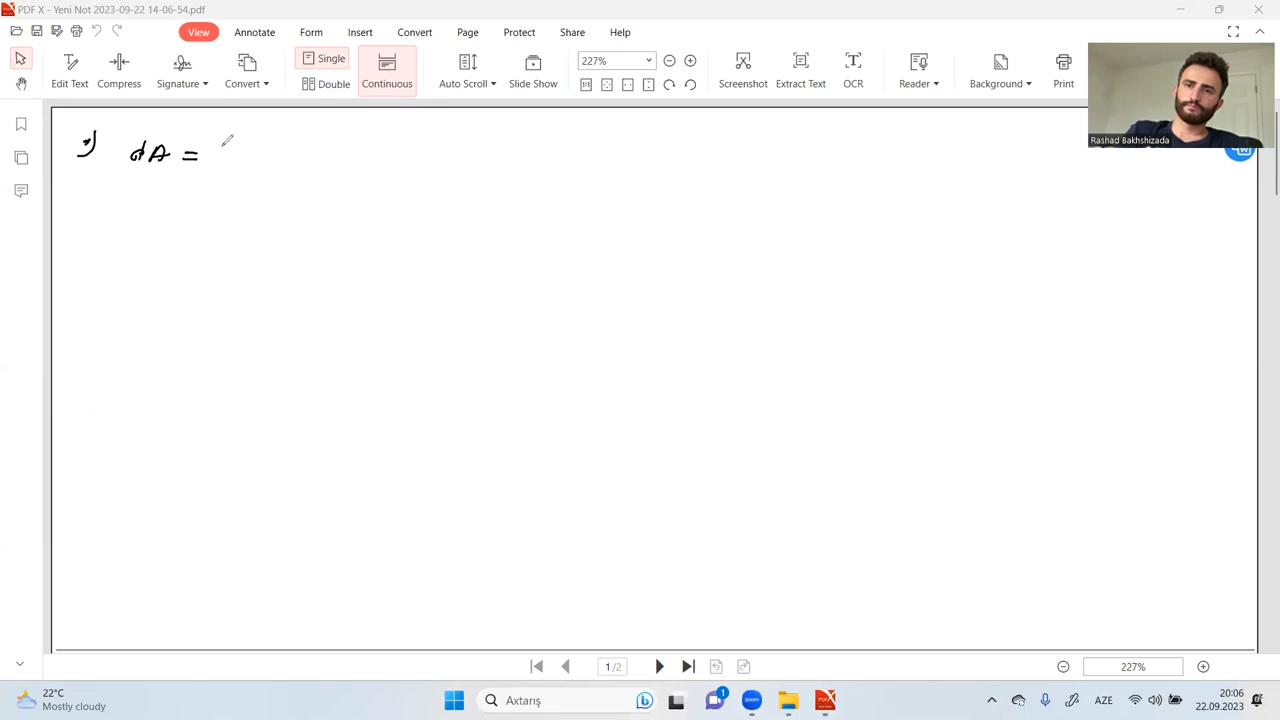 PDF X - Yeni Not 2023-09-22 14-06-54.pdf
View Annotate Form Insert Convert Page Protect Share Help
Edit Text Compress Signature Convert Single Double Continuous Auto Scroll Slide Show 227% Screenshot Extract Text OCR Reader Background Print
Rashad Bakhshizada
dA =
1/2 227%
22°C
Mostly cloudy
Axtarış
1
AZE
20:06
22.09.2023